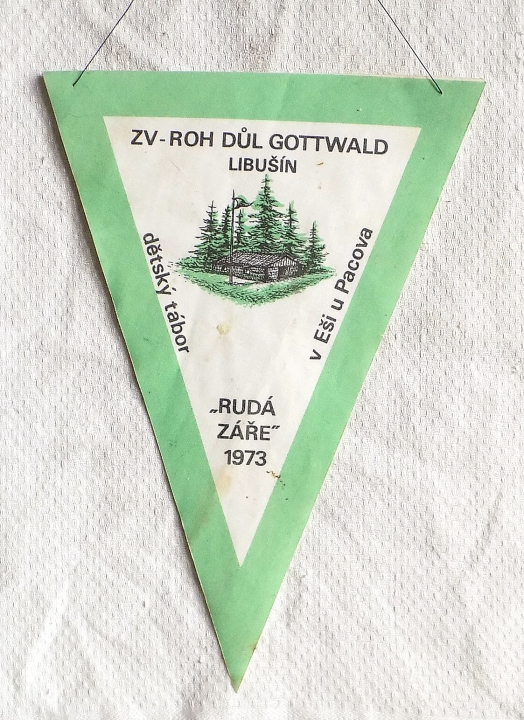 ZV-ROH DŮL GOTTWALD
LIBUŠÍN
dětský tábor
v Eši u Pacova
„RUDÁ
ZÁŘE"
1973